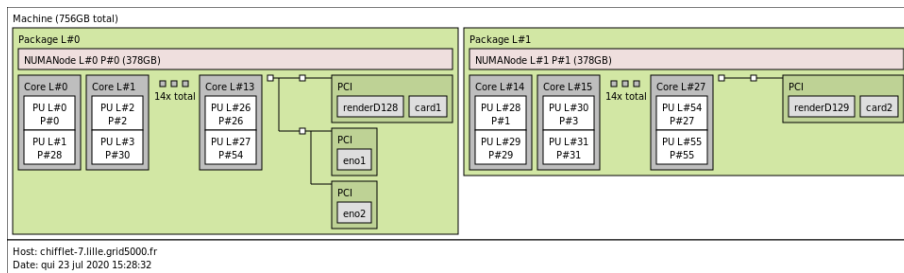 Machine (756GB total)
Package L#0
NUMANode L#0 P#0 (378GB)
Core L#0
PU L#0
P#0
PU L#1
P#28
Core L#1
PU L#2
P#2
PU L#3
P#30
14x total
Core L#13
PU L#26
P#26
PU L#27
P#54
PCI
renderD128
card1
PCI
eno1
PCI
eno2
Package L#1
NUMANode L#1 P#1 (378GB)
Core L#14
PU L#28
P#1
PU L#29
P#29
Core L#15
PU L#30
P#3
PU L#31
P#31
14x total
Core L#27
PU L#54
P#27
PU L#55
P#55
PCI
renderD129
card2
Host: chifflet-7.lille.grid5000.fr
Date: qui 23 jul 2020 15:28:32